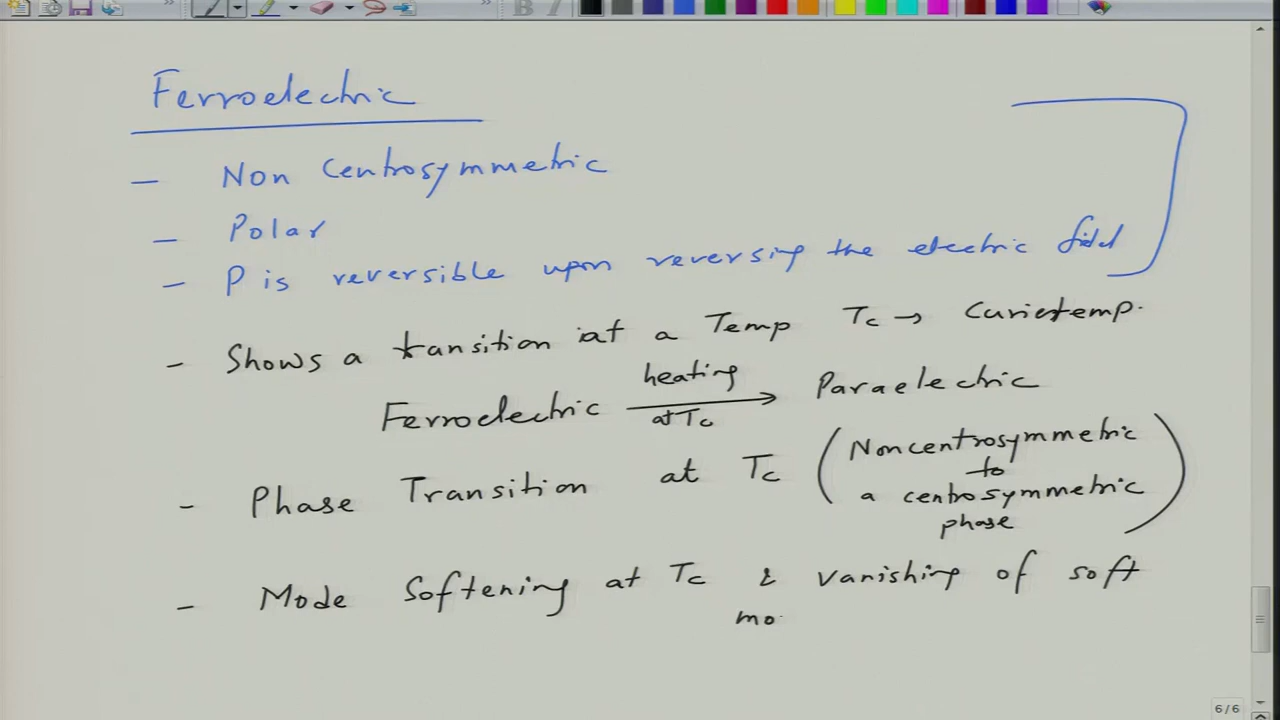 Ferroelectric
— Non Centrosymmetric
— Polar
— P is reversible upon reversing the electric field
— Shows a transition at a Temp Tc → Curie temp.
Ferroelectric heating at Tc → Paraelectric
— Phase Transition at Tc (Noncentrosymmetric
to
a centrosymmetric
phase)
— Mode Softening at Tc & vanishing of soft
mo
6/6